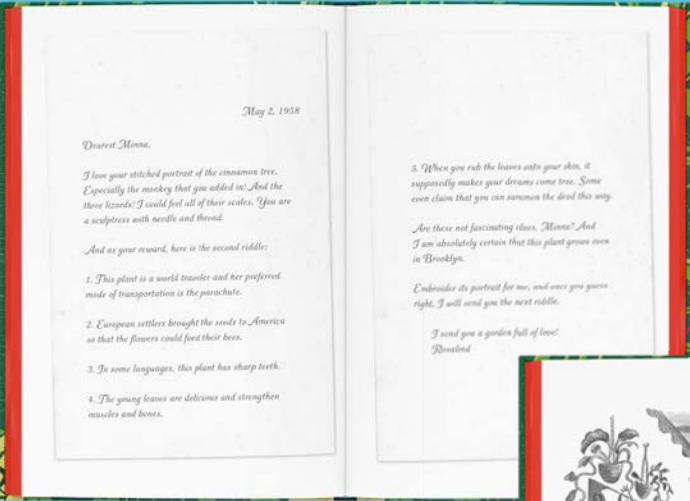 May 2, 1958
Dearest Minna,
I love your stitched portrait of the cinnamon tree.
Especially the monkey that you added in! And the
three lizards! I could feel all of their scales. You are
a sculptress with needle and thread.
And as your reward, here is the second riddle:
1. This plant is a world traveler and her preferred
mode of transportation is the parachute.
2. European settlers brought the seeds to America
so that the flowers could feed their bees.
3. In some languages, this plant has sharp teeth.
4. The young leaves are delicious and strengthen
muscles and bones.
5. When you rub the leaves onto your skin, it
supposedly makes your dreams come true. Some
even claim that you can summon the dead this way.
Are these not fascinating clues, Minna? And
I am absolutely certain that this plant grows even
in Brooklyn.
Embroider its portrait for me, and once you guess
right, I will send you the next riddle.
I send you a garden full of love!
Rosalind